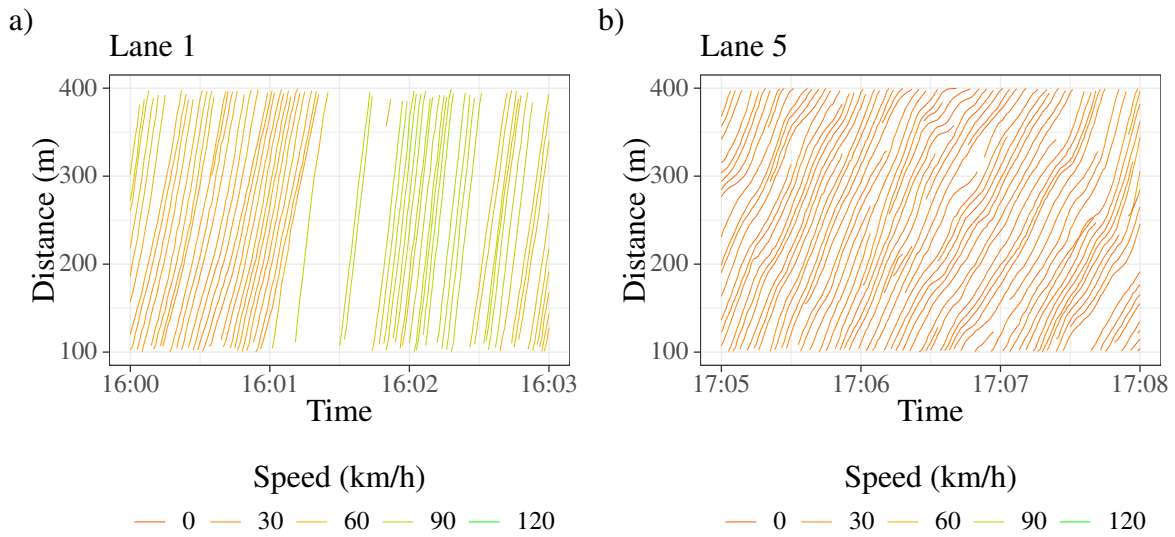 a)
Lane 1
400
300
200
100
Distance (m)
16:00 16:01 16:02 16:03
Time
Speed (km/h)
0 30 60 90 120
b)
Lane 5
400
300
200
100
Distance (m)
17:05 17:06 17:07 17:08
Time
Speed (km/h)
0 30 60 90 120